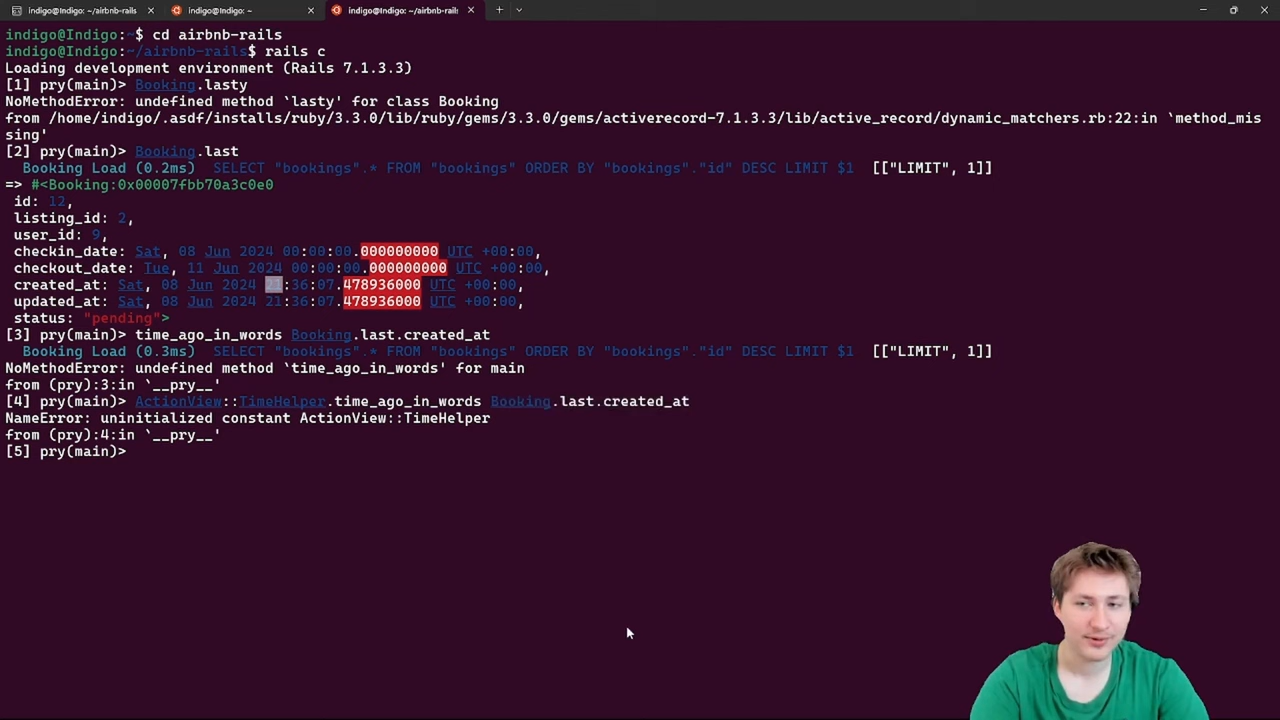 indigo@Indigo: ~/airbnb-rails
indigo@Indigo: ~
indigo@Indigo: ~/airbnb-rails
indigo@Indigo:~$ cd airbnb-rails
indigo@Indigo:~/airbnb-rails$ rails c
Loading development environment (Rails 7.1.3.3)
[1] pry(main)> Booking.lasty
NoMethodError: undefined method `lasty' for class Booking
from /home/indigo/.asdf/installs/ruby/3.3.0/lib/ruby/gems/3.3.0/gems/activerecord-7.1.3.3/lib/active_record/dynamic_matchers.rb:22:in `method_mis
sing'
[2] pry(main)> Booking.last
Booking Load (0.2ms)  SELECT "bookings".* FROM "bookings" ORDER BY "bookings"."id" DESC LIMIT $1  [["LIMIT", 1]]
=> #<Booking:0x00007fbb70a3c0e0
id: 12,
listing_id: 2,
user_id: 9,
checkin_date: Sat, 08 Jun 2024 00:00:00.000000000 UTC +00:00,
checkout_date: Tue, 11 Jun 2024 00:00:00.000000000 UTC +00:00,
created_at: Sat, 08 Jun 2024 21:36:07.478936000 UTC +00:00,
updated_at: Sat, 08 Jun 2024 21:36:07.478936000 UTC +00:00,
status: "pending">
[3] pry(main)> time_ago_in_words Booking.last.created_at
Booking Load (0.3ms)  SELECT "bookings".* FROM "bookings" ORDER BY "bookings"."id" DESC LIMIT $1  [["LIMIT", 1]]
NoMethodError: undefined method `time_ago_in_words' for main
from (pry):3:in `__pry__'
[4] pry(main)> ActionView::TimeHelper.time_ago_in_words Booking.last.created_at
NameError: uninitialized constant ActionView::TimeHelper
from (pry):4:in `__pry__'
[5] pry(main)>